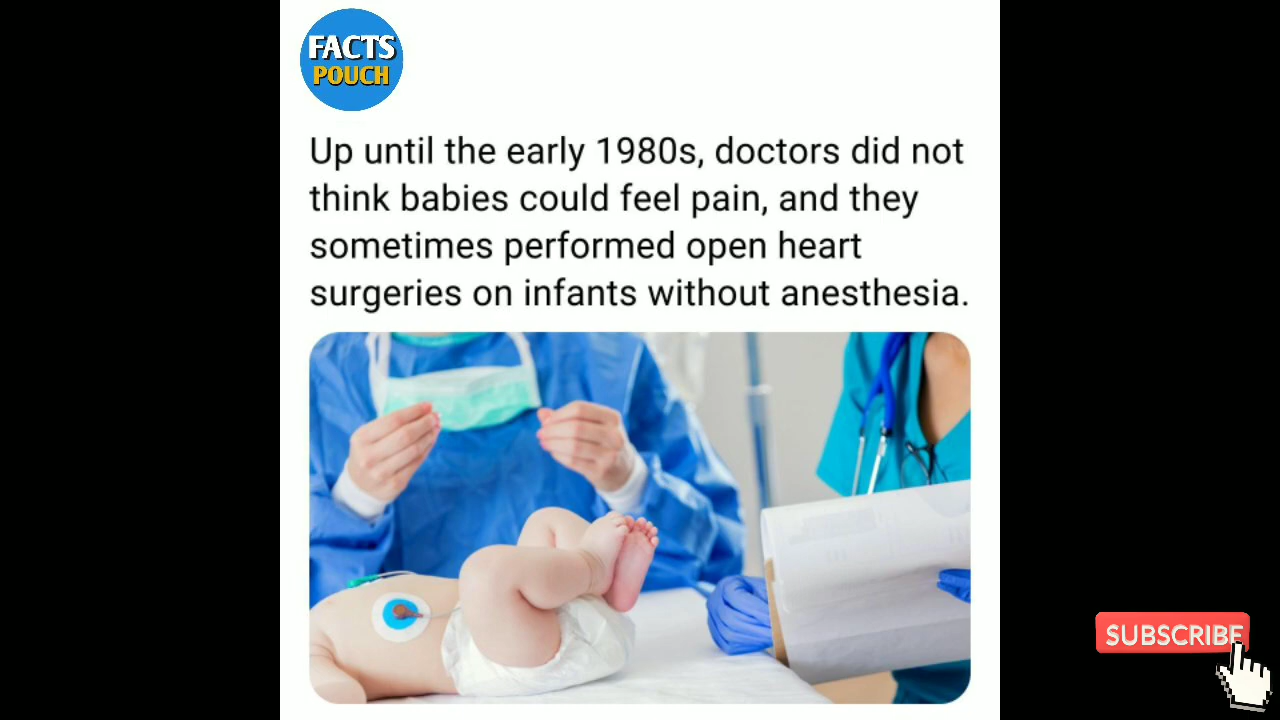 FACTS
POUCH
Up until the early 1980s, doctors did not
think babies could feel pain, and they
sometimes performed open heart
surgeries on infants without anesthesia.
SUBSCRIBE